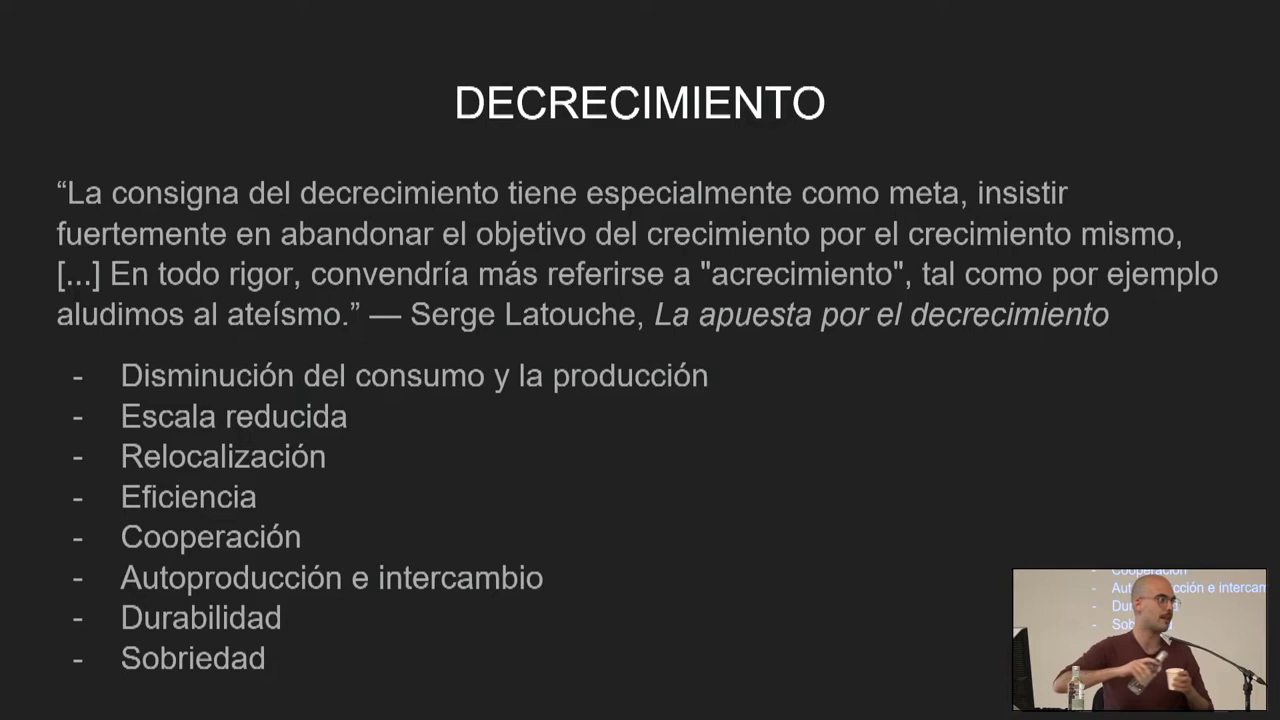 DECRECIMIENTO
“La consigna del decrecimiento tiene especialmente como meta, insistir
fuertemente en abandonar el objetivo del crecimiento por el crecimiento mismo,
[...] En todo rigor, convendría más referirse a "acrecimiento", tal como por ejemplo
aludimos al ateísmo.” — Serge Latouche, La apuesta por el decrecimiento
- Disminución del consumo y la producción
- Escala reducida
- Relocalización
- Eficiencia
- Cooperación
- Autoproducción e intercambio
- Durabilidad
- Sobriedad